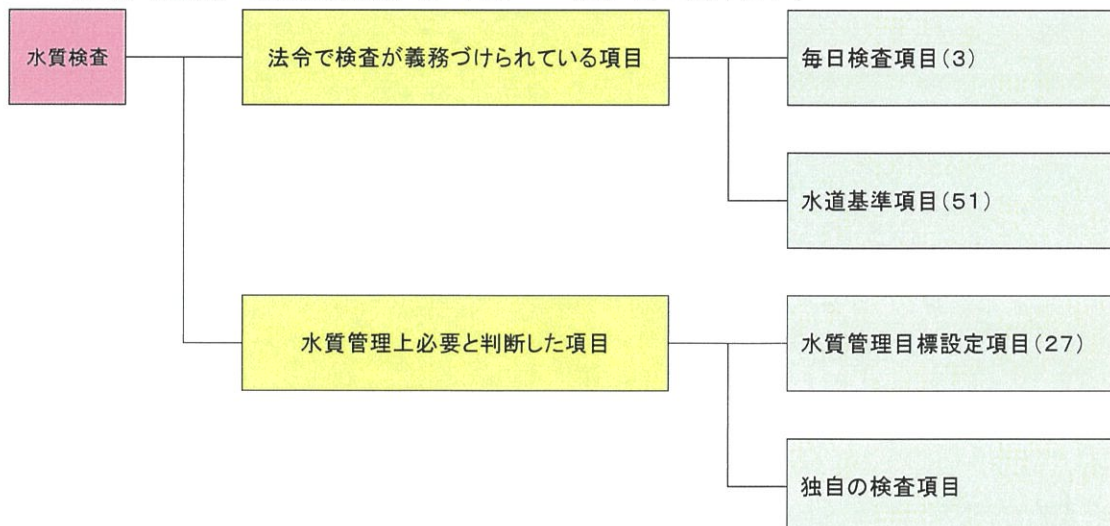 水質検査
法令で検査が義務づけられている項目
毎日検査項目(3)
水道基準項目(51)
水質管理上必要と判断した項目
水質管理目標設定項目(27)
独自の検査項目